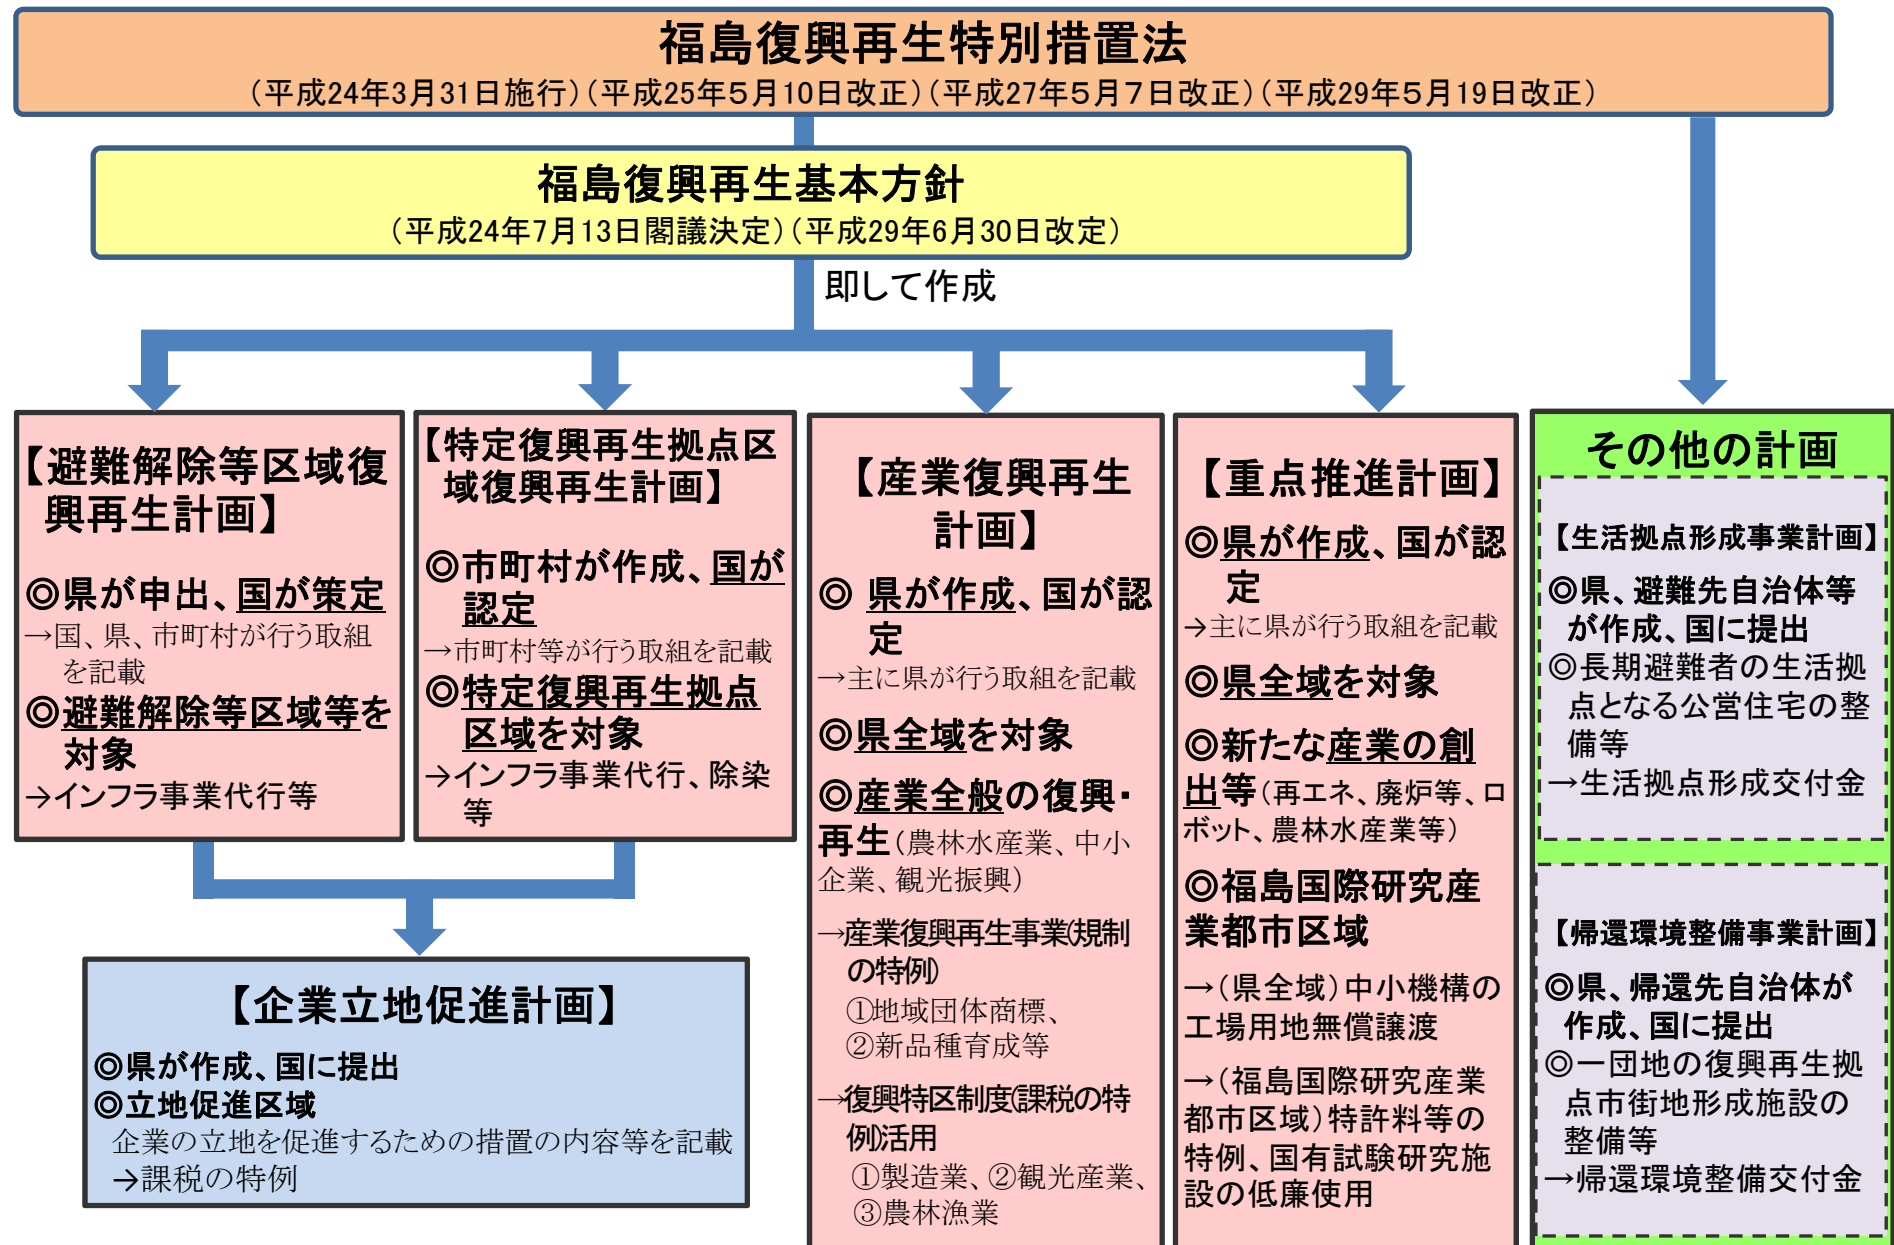 福島復興再生特別措置法
（平成24年3月31日施行）（平成25年５月10日改正）（平成27年５月７日改正）（平成29年５月19日改正）
福島復興再生基本方針
（平成24年7月13日閣議決定）（平成29年6月30日改定）
即して作成
【避難解除等区域復
興再生計画】
◎県が申出、国が策定
→国、県、市町村が行う取組
を記載
◎避難解除等区域等を
対象
→インフラ事業代行等
【特定復興再生拠点区
域復興再生計画】
◎市町村が作成、国が
認定
→市町村等が行う取組を記載
◎特定復興再生拠点
区域を対象
→インフラ事業代行、除染
等
【企業立地促進計画】
◎県が作成、国に提出
◎立地促進区域
企業の立地を促進するための措置の内容等を記載
→課税の特例
【産業復興再生
計画】
◎ 県が作成、国が認
定
→主に県が行う取組を記載
◎県全域を対象
◎産業全般の復興・
再生（農林水産業、中小
企業、観光振興）
→産業復興再生事業(規制
の特例)
①地域団体商標、
②新品種育成等
→復興特区制度(課税の特
例)活用
①製造業、②観光産業、
③農林漁業
【重点推進計画】
◎県が作成、国が認
定
→主に県が行う取組を記載
◎県全域を対象
◎新たな産業の創
出等（再エネ、廃炉等、ロ
ボット、農林水産業等）
◎福島国際研究産
業都市区域
→（県全域）中小機構の
工場用地無償譲渡
→（福島国際研究産業
都市区域）特許料等の
特例、国有試験研究施
設の低廉使用
その他の計画
【生活拠点形成事業計画】
◎県、避難先自治体等
が作成、国に提出
◎長期避難者の生活拠
点となる公営住宅の整
備等
→生活拠点形成交付金
【帰還環境整備事業計画】
◎県、帰還先自治体が
作成、国に提出
◎一団地の復興再生拠
点市街地形成施設の
整備等
→帰還環境整備交付金